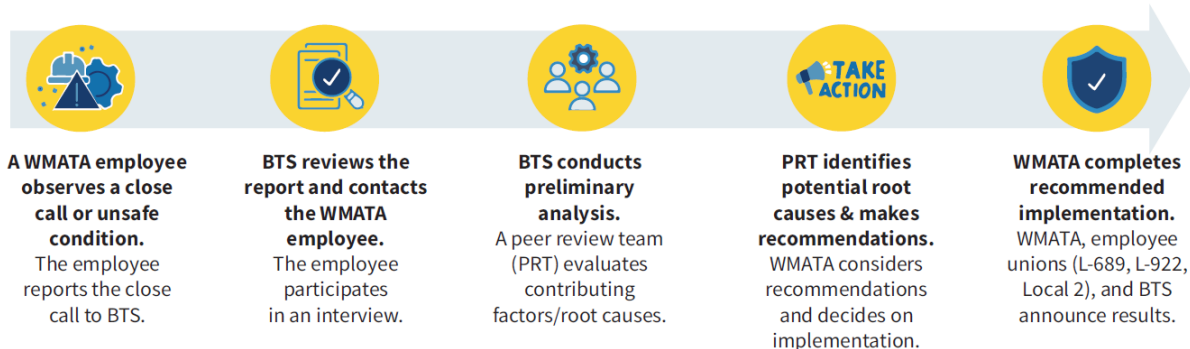 TAKE
ACTION
A WMATA employee
observes a close
call or unsafe
condition.
The employee
reports the close
call to BTS.
BTS reviews the
report and contacts
the WMATA
employee.
The employee
participates
in an interview.
BTS conducts
preliminary
analysis.
A peer review team
(PRT) evaluates
contributing
factors/root causes.
PRT identifies
potential root
causes & makes
recommendations.
WMATA considers
recommendations
and decides on
implementation.
WMATA completes
recommended
implementation.
WMATA, employee
unions (L-689, L-922,
Local 2), and BTS
announce results.